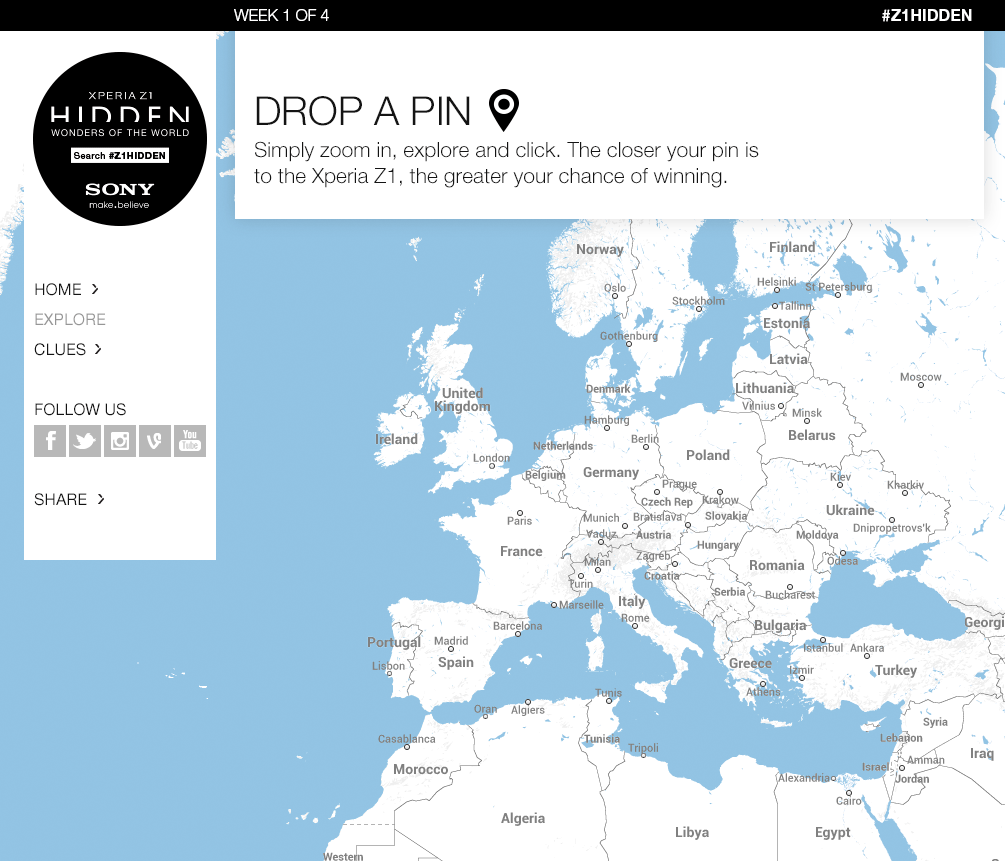 WEEK 1 OF 4
#Z1HIDDEN
XPERIA Z1
HIDDEN
WONDERS OF THE WORLD
Search #Z1HIDDEN
SONY
make.believe
HOME
EXPLORE
CLUES
FOLLOW US
You
Tube
SHARE
DROP A PIN
Simply zoom in, explore and click. The closer your pin is
to the Xperia Z1, the greater your chance of winning.
Norway
Finland
Oslo
Helsinki
St Petersburg
Stockholm
Tallinn
Estonia
Gothenburg
Latvia
Moscow
Denmark
Lithuania
United
Kingdom
Vilnius
Minsk
Hamburg
Belarus
Ireland
Berlin
Netherlands
London
Poland
Germany
Belgium
Kiev
Prague
Kharkiv
Czech Rep
Krakow
Ukraine
Paris
Munich
Bratislava
Slovakia
Dnipropetrovs'k
Vaduz
Austria
Moldova
France
Hungary
Zagreb
Milan
Odesa
Romania
Croatia
Turin
Serbia
Bucharest
Marseille
Italy
Rome
Georgi
Barcelona
Bulgaria
Portugal
Madrid
Istanbul
Ankara
Spain
Greece
Lisbon
Izmir
Turkey
Athens
Tunis
Oran
Algiers
Syria
Casablanca
Tunisia
Lebanon
Tripoli
Iraq
Amman
Morocco
Israel
Alexandria
Jordan
Cairo
Algeria
Libya
Egypt
Western